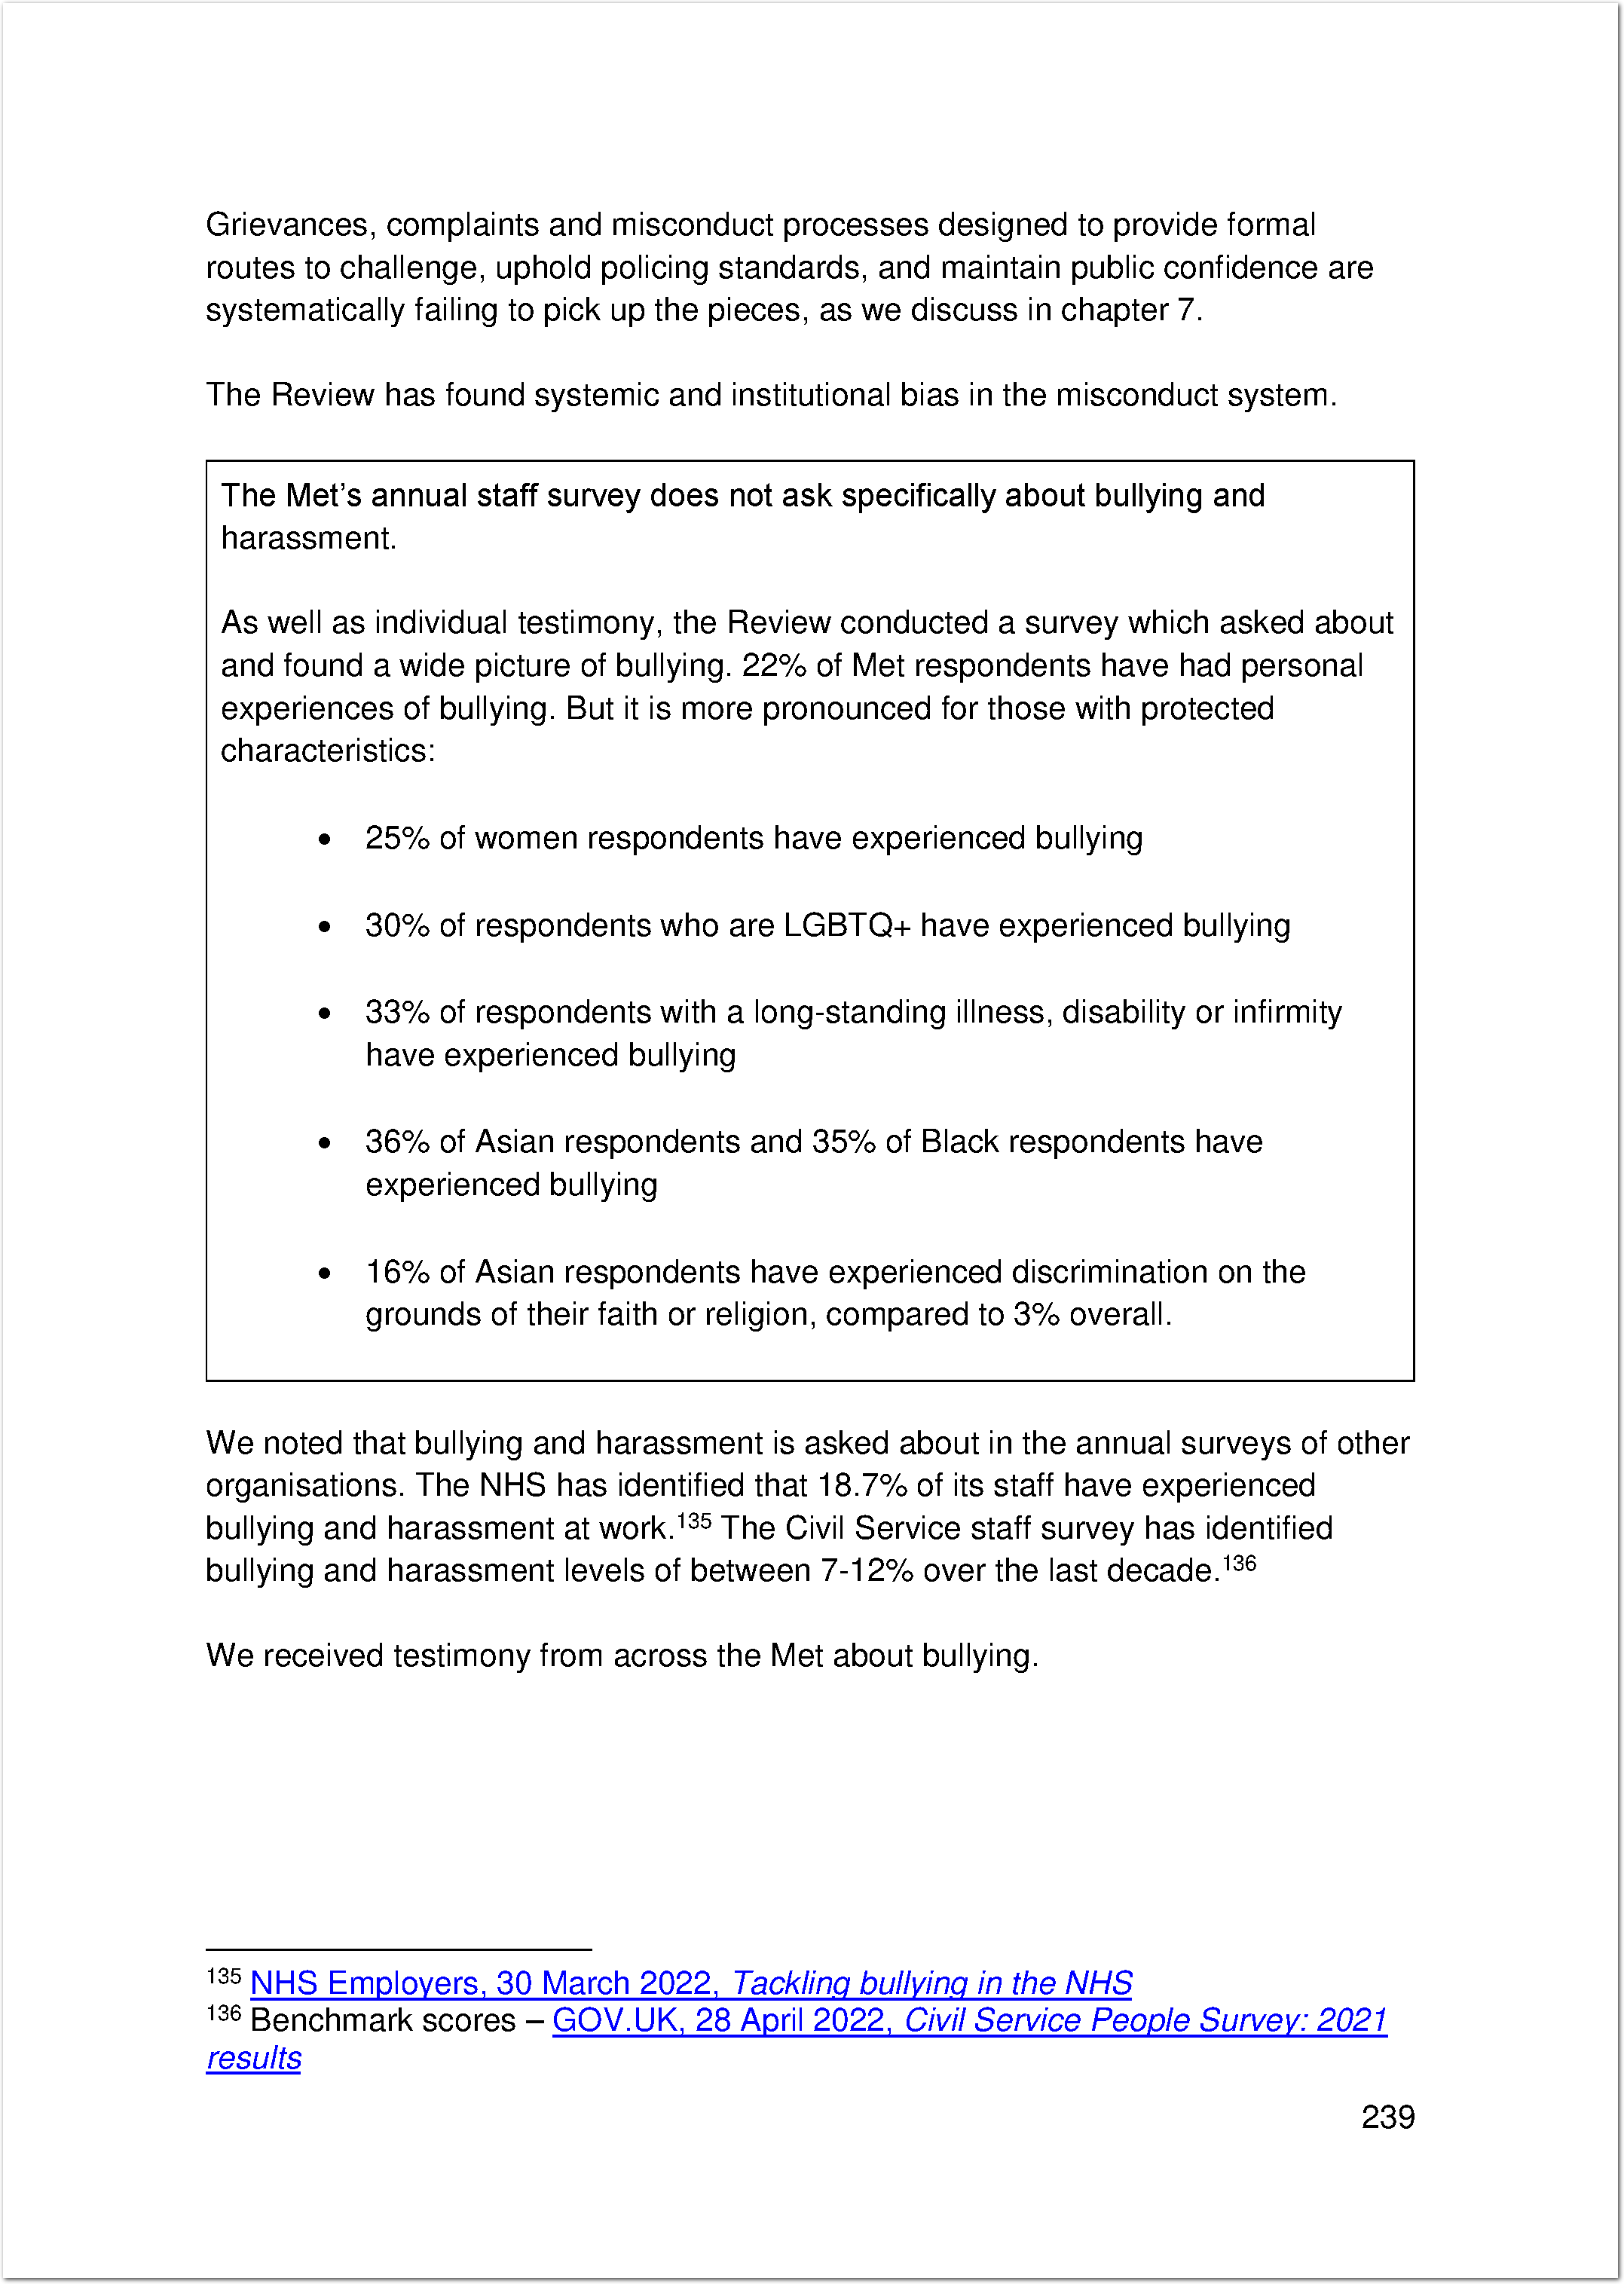 Grievances, complaints and misconduct processes designed to provide formal
routes to challenge, uphold policing standards, and maintain public confidence are
systematically failing to pick up the pieces, as we discuss in chapter 7.
The Review has found systemic and institutional bias in the misconduct system.
The Met’s annual staff survey does not ask specifically about bullying and
harassment.
As well as individual testimony, the Review conducted a survey which asked about
and found a wide picture of bullying. 22% of Met respondents have had personal
experiences of bullying. But it is more pronounced for those with protected
characteristics:
• 25% of women respondents have experienced bullying
• 30% of respondents who are LGBTQ+ have experienced bullying
• 33% of respondents with a long-standing illness, disability or infirmity
have experienced bullying
• 36% of Asian respondents and 35% of Black respondents have
experienced bullying
• 16% of Asian respondents have experienced discrimination on the
grounds of their faith or religion, compared to 3% overall.
We noted that bullying and harassment is asked about in the annual surveys of other
organisations. The NHS has identified that 18.7% of its staff have experienced
bullying and harassment at work.135 The Civil Service staff survey has identified
bullying and harassment levels of between 7-12% over the last decade.136
We received testimony from across the Met about bullying.
135 NHS Employers, 30 March 2022, Tackling bullying in the NHS
136 Benchmark scores – GOV.UK, 28 April 2022, Civil Service People Survey: 2021
results
239